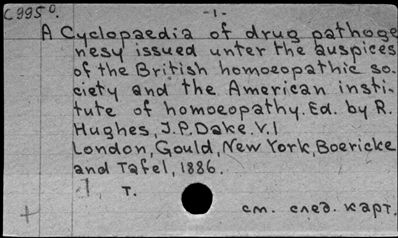 C995⁰. -1-
A Cyclopaedia of drug pathoge
nesy issued unter the auspices
of the British homoeopathic so-
ciety and the American insti-
tute of homoeopathy. Ed. by R.
Hughes, J.P. Dake. V.I
London, Gould, New York, Boericke
and Tafel, 1886.
1, т.
см. след. карт.
+